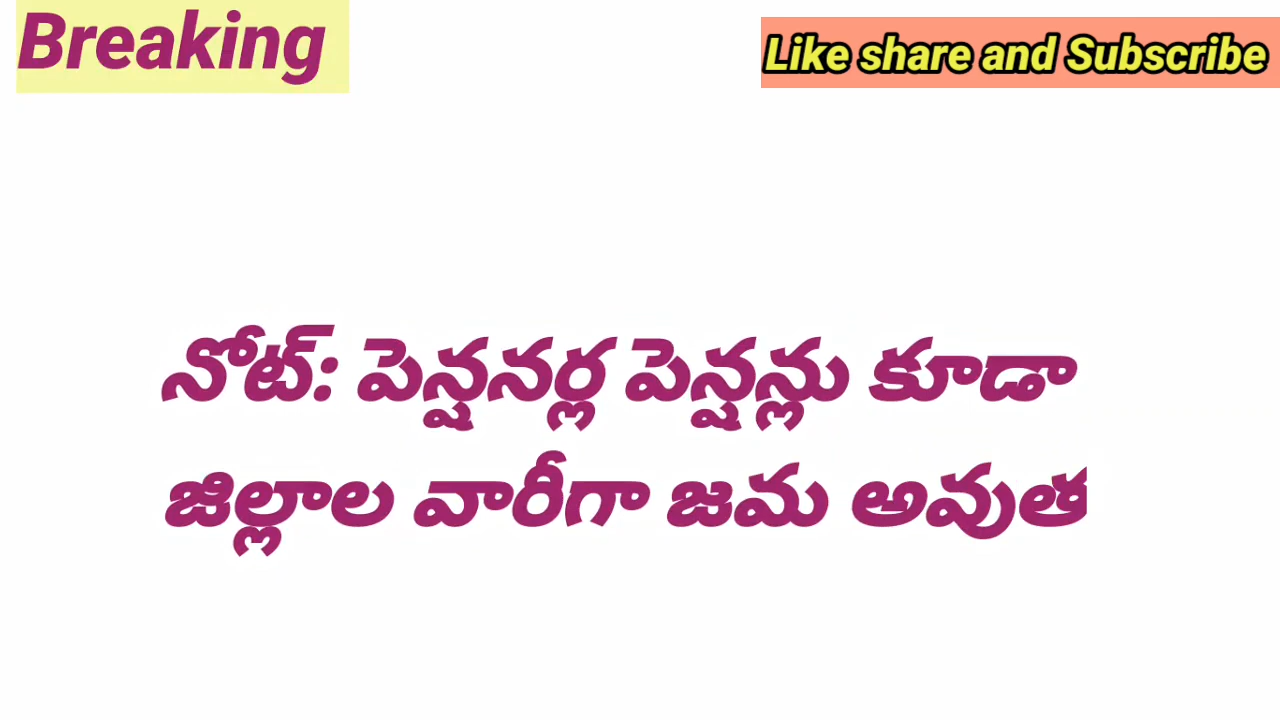 Breaking
Like share and Subscribe
నోట్: పెన్షనర్ల పెన్షన్లు కూడా
జిల్లాల వారీగా జమ అవుత